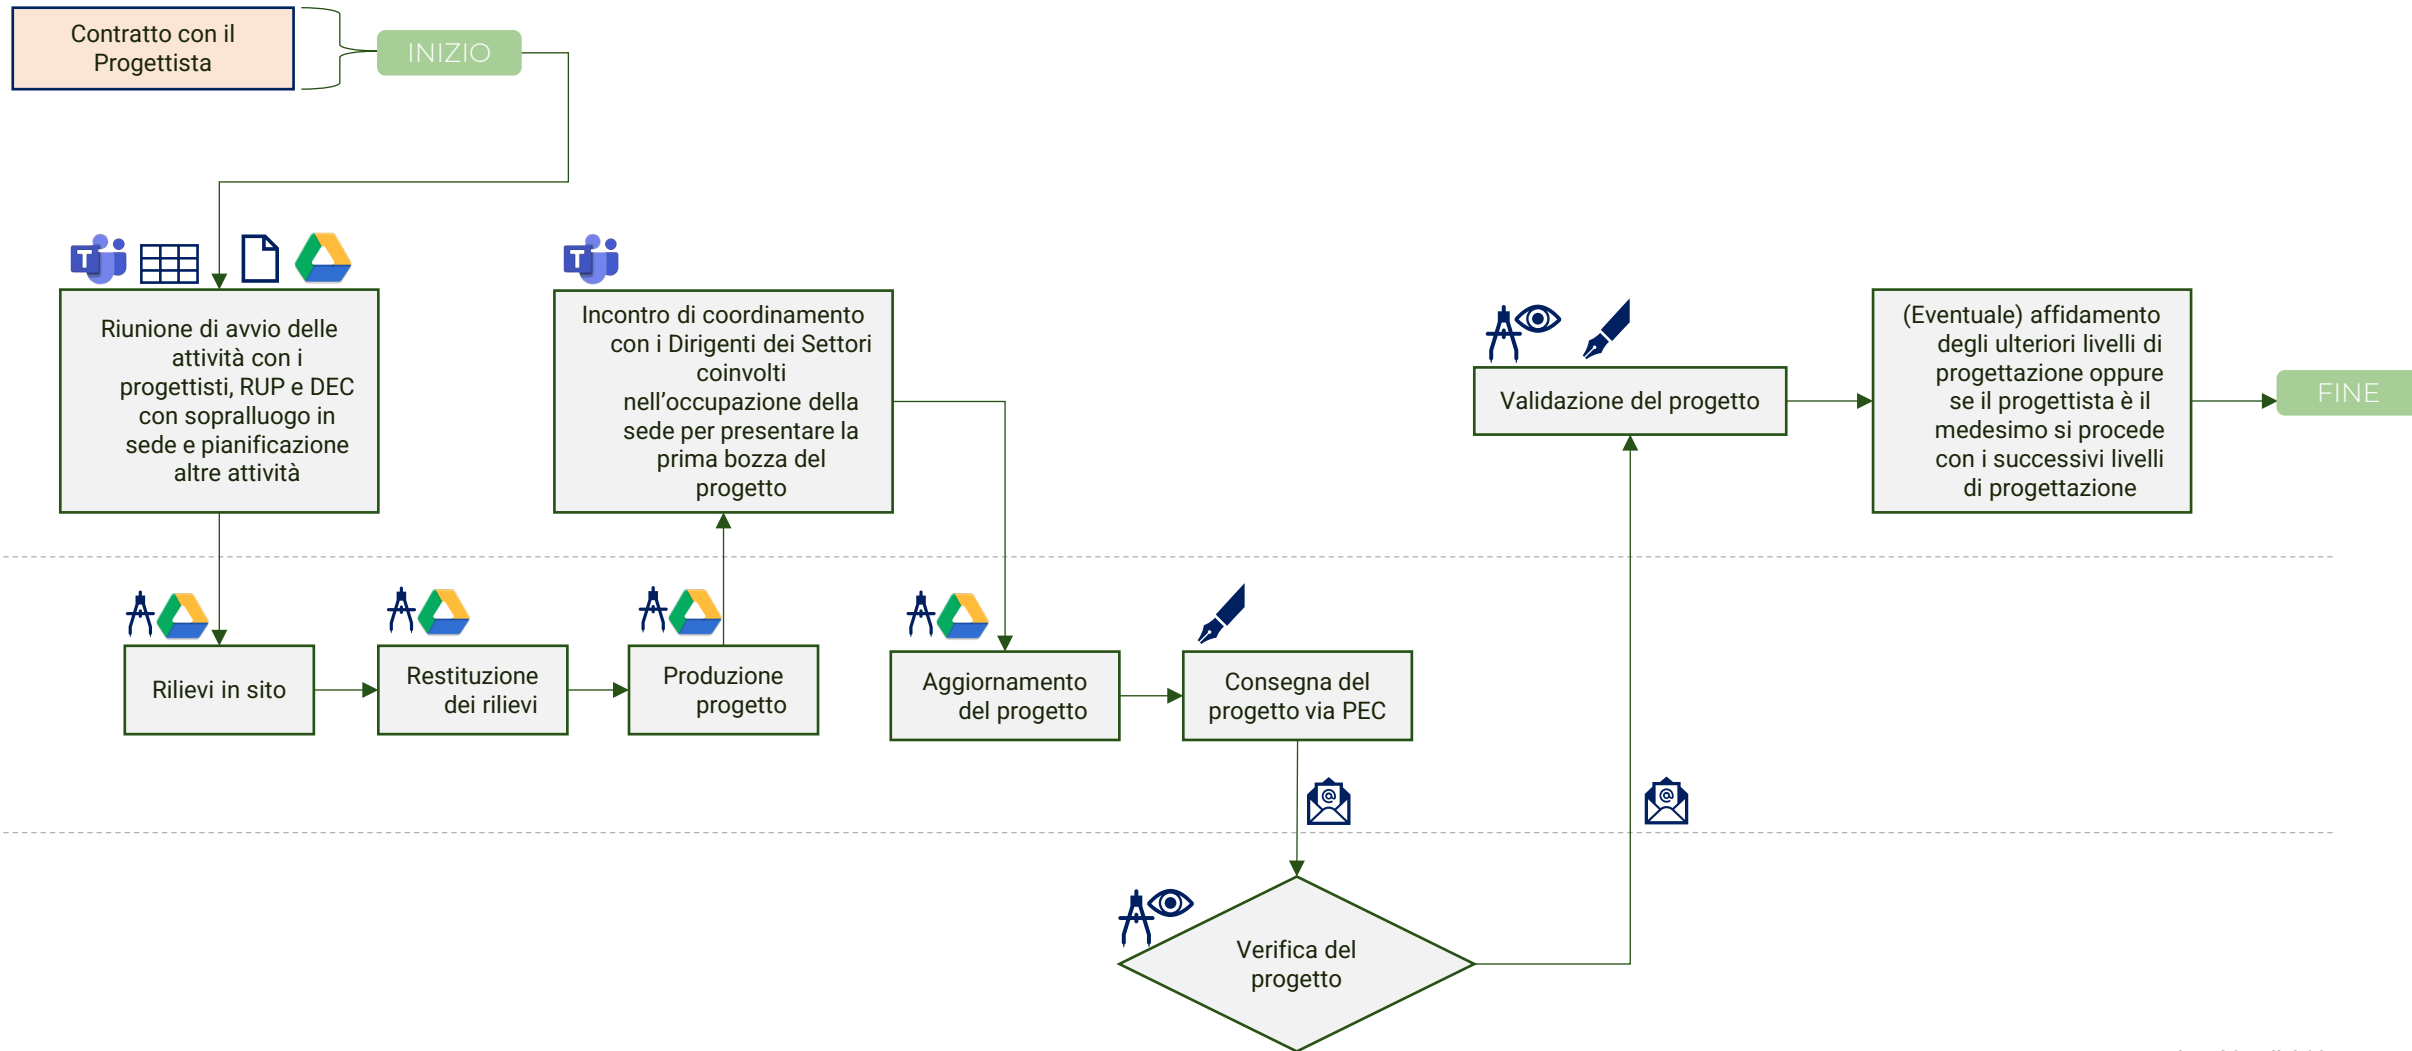 Contratto con il
Progettista
INIZIO
Riunione di avvio delle
attività con i
progettisti, RUP e DEC
con sopralluogo in
sede e pianificazione
altre attività
Incontro di coordinamento
con i Dirigenti dei Settori
coinvolti
nell’occupazione della
sede per presentare la
prima bozza del
progetto
Validazione del progetto
(Eventuale) affidamento
degli ulteriori livelli di
progettazione oppure
se il progettista è il
medesimo si procede
con i successivi livelli
di progettazione
FINE
Rilievi in sito
Restituzione
dei rilievi
Produzione
progetto
Aggiornamento
del progetto
Consegna del
progetto via PEC
Verifica del
progetto